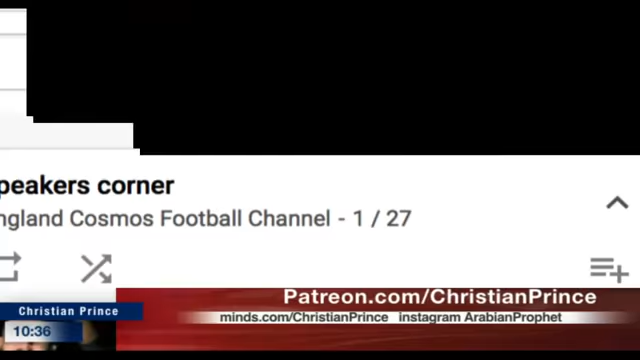 peakers corner
ngland Cosmos Football Channel - 1 / 27
Patreon.com/ChristianPrince
Christian Prince
minds.com/ChristianPrince instagram ArabianProphet
10:36